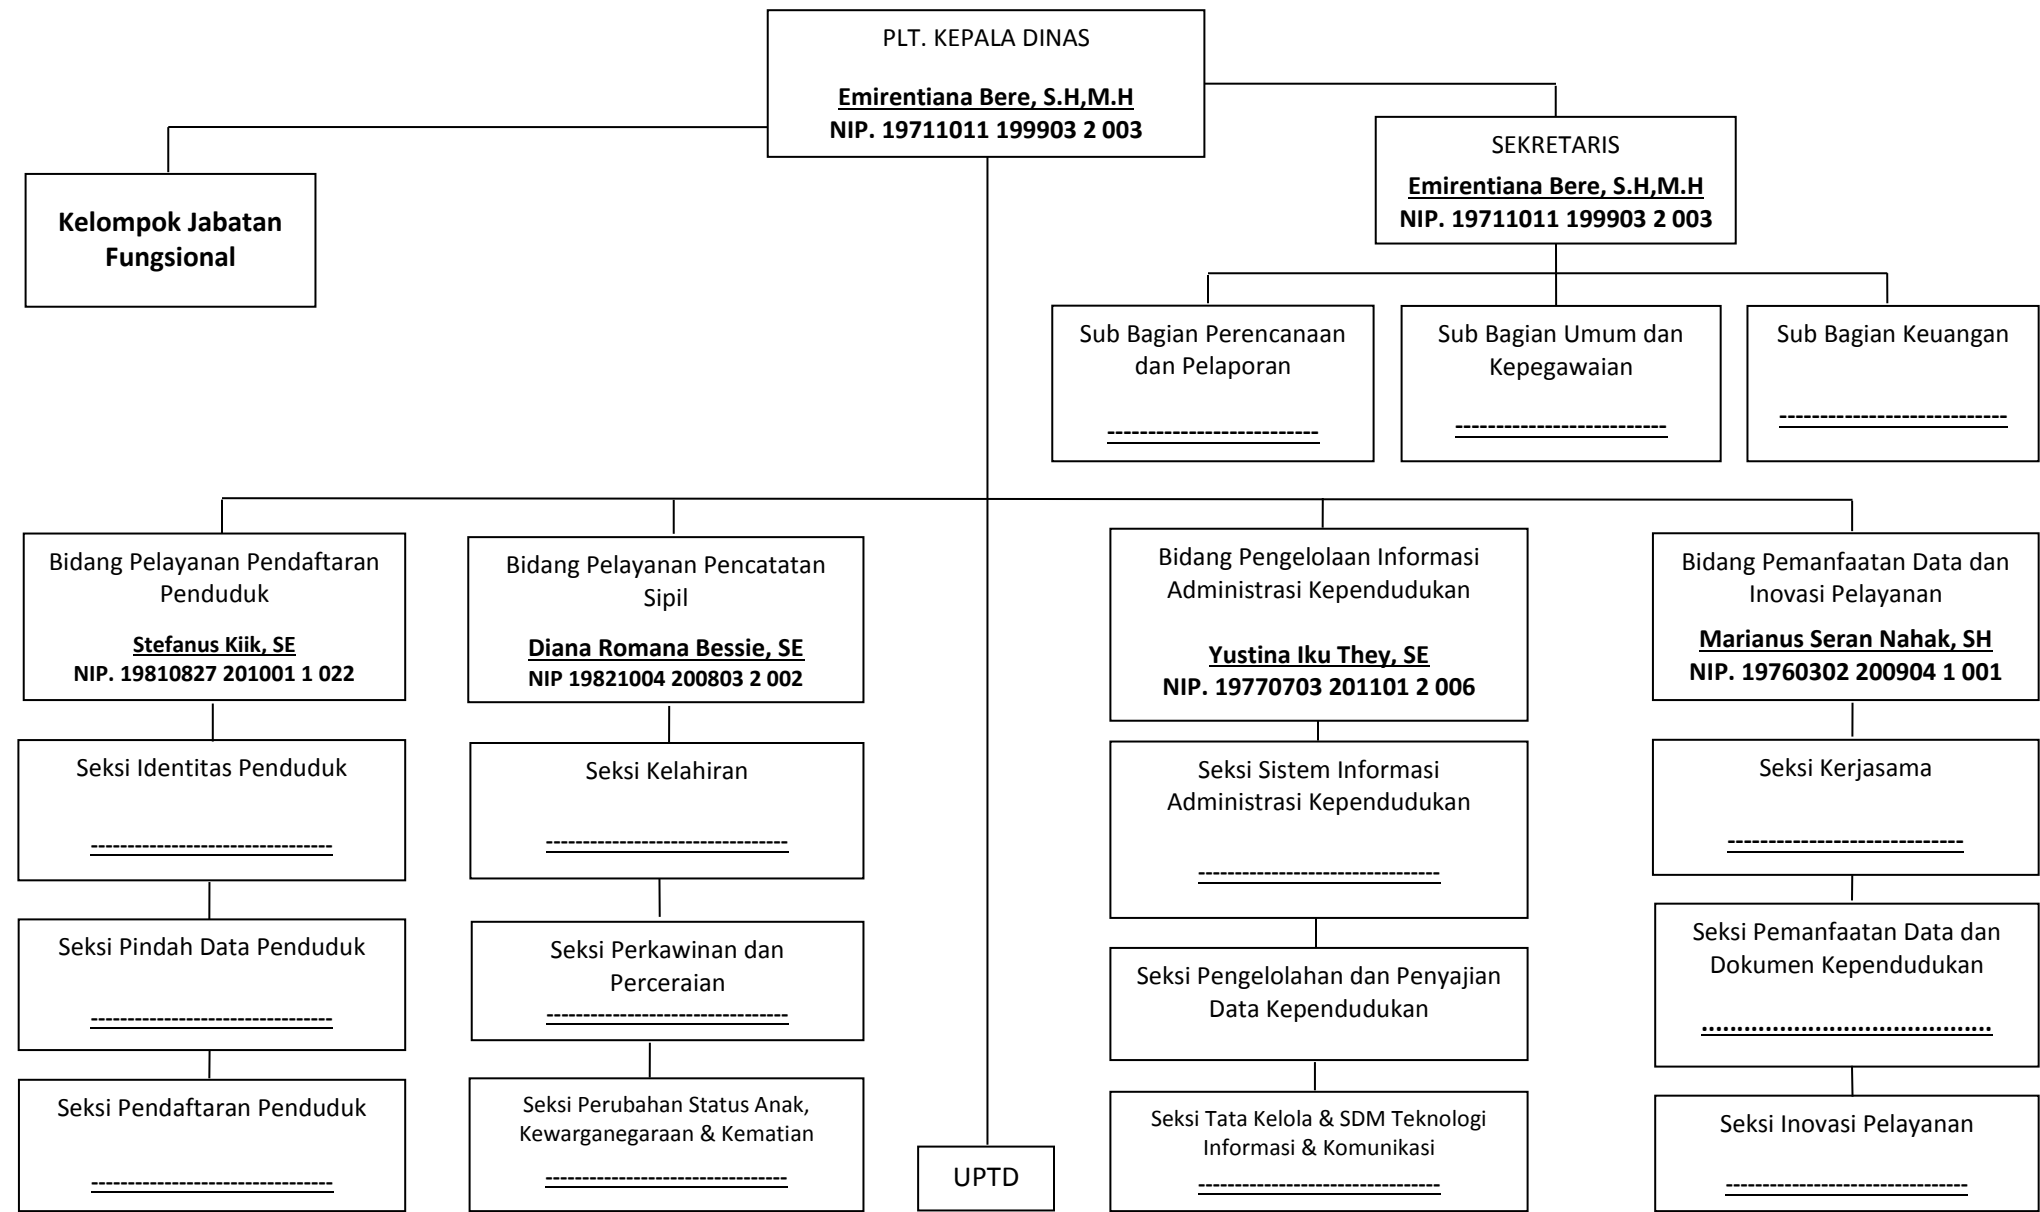 PLT. KEPALA DINAS
Emirentiana Bere, S.H,M.H
NIP. 19711011 199903 2 003
SEKRETARIS
Emirentiana Bere, S.H,M.H
NIP. 19711011 199903 2 003
Kelompok Jabatan
Fungsional
Sub Bagian Perencanaan
dan Pelaporan
--------------------------
Sub Bagian Umum dan
Kepegawaian
--------------------------
Sub Bagian Keuangan
----------------------------
Bidang Pelayanan Pendaftaran
Penduduk
Stefanus Kiik, SE
NIP. 19810827 201001 1 022
Seksi Identitas Penduduk
---------------------------------
Seksi Pindah Data Penduduk
---------------------------------
Seksi Pendaftaran Penduduk
---------------------------------
Bidang Pelayanan Pencatatan
Sipil
Diana Romana Bessie, SE
NIP 19821004 200803 2 002
Seksi Kelahiran
---------------------------------
Seksi Perkawinan dan
Perceraian
---------------------------------
Seksi Perubahan Status Anak,
Kewarganegaraan & Kematian
---------------------------------
UPTD
Bidang Pengelolaan Informasi
Administrasi Kependudukan
Yustina Iku They, SE
NIP. 19770703 201101 2 006
Seksi Sistem Informasi
Administrasi Kependudukan
---------------------------------
Seksi Pengelolahan dan Penyajian
Data Kependudukan
Seksi Tata Kelola & SDM Teknologi
Informasi & Komunikasi
---------------------------------
Bidang Pemanfaatan Data dan
Inovasi Pelayanan
Marianus Seran Nahak, SH
NIP. 19760302 200904 1 001
Seksi Kerjasama
-----------------------------
Seksi Pemanfaatan Data dan
Dokumen Kependudukan
.........................................
Seksi Inovasi Pelayanan
---------------------------------